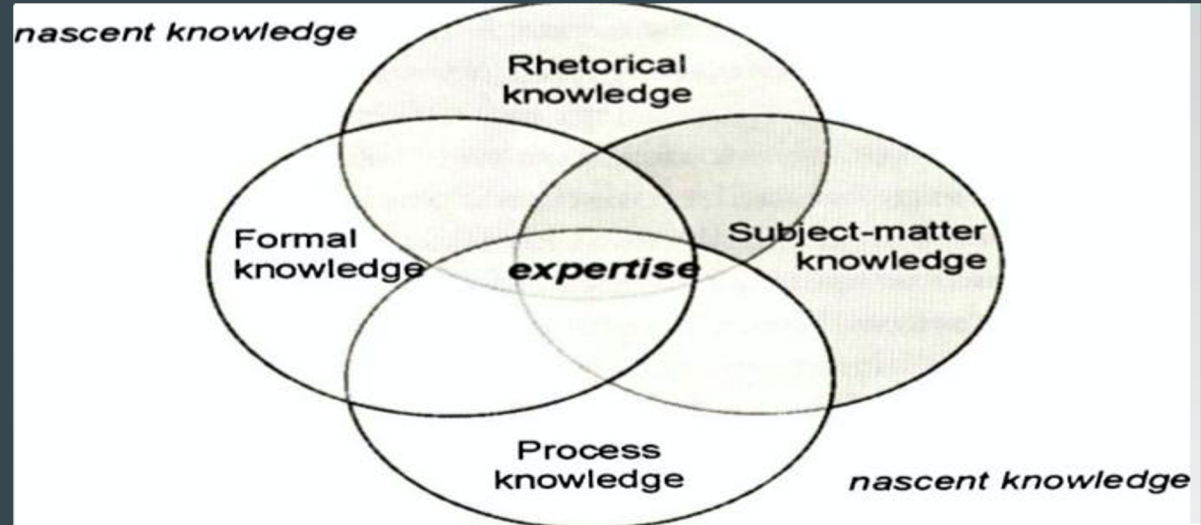 nascent knowledge
Rhetorical
knowledge
Formal
knowledge
expertise
Subject-matter
knowledge
Process
knowledge
nascent knowledge